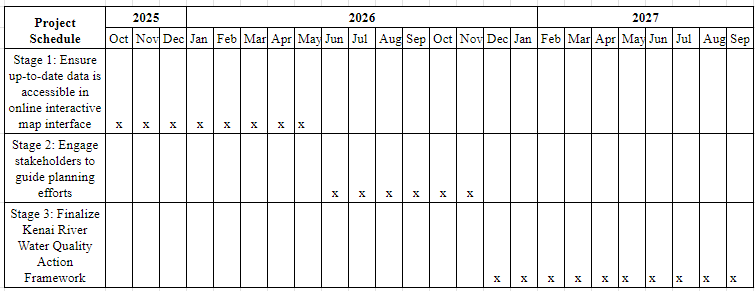 Project Schedule 2025 2026 2027
Oct Nov Dec Jan Feb Mar Apr May Jun Jul Aug Sep Oct Nov Dec Jan Feb Mar Apr May Jun Jul Aug Sep
Stage 1: Ensure
up-to-date data is
accessible in
online interactive
map interface x x x x x x x x
Stage 2: Engage
stakeholders to
guide planning
efforts x x x x x x
Stage 3: Finalize
Kenai River
Water Quality
Action
Framework x x x x x x x x x x